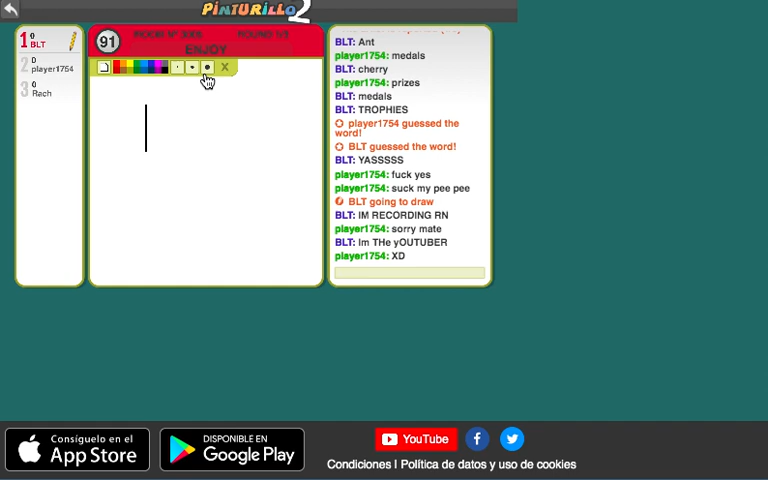 PINTURILLO 2
1 0
BLT
2 0
player1754
3 0
Rach
91
ROUND 1/1
ENJOY
X
BLT: Ant
player1754: medals
BLT: cherry
player1754: prizes
BLT: medals
BLT: TROPHIES
player1754 guessed the
word!
BLT guessed the word!
BLT: YASSSSS
player1754: fuck yes
player1754: suck my pee pee
BLT going to draw
BLT: IM RECORDING RN
player1754: sorry mate
BLT: Im THe yOUTUBER
player1754: XD
Consíguelo en el
App Store
DISPONIBLE EN
Google Play
YouTube
Condiciones | Política de datos y uso de cookies